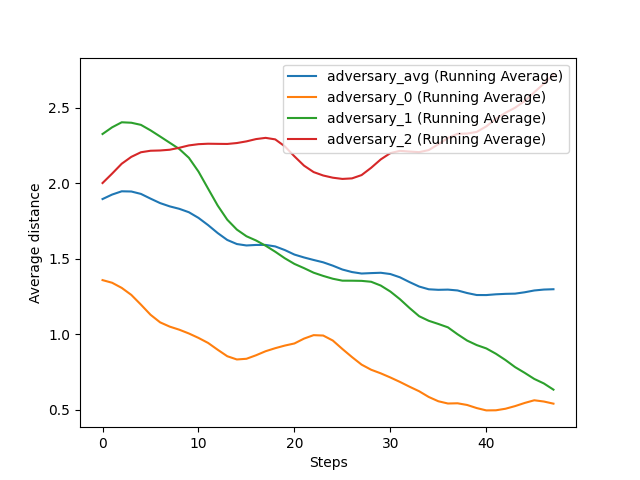 adversary_avg (Running Average)
adversary_0 (Running Average)
adversary_1 (Running Average)
adversary_2 (Running Average)
2.5
2.0
1.5
1.0
0.5
Average distance
0
10
20
30
40
Steps